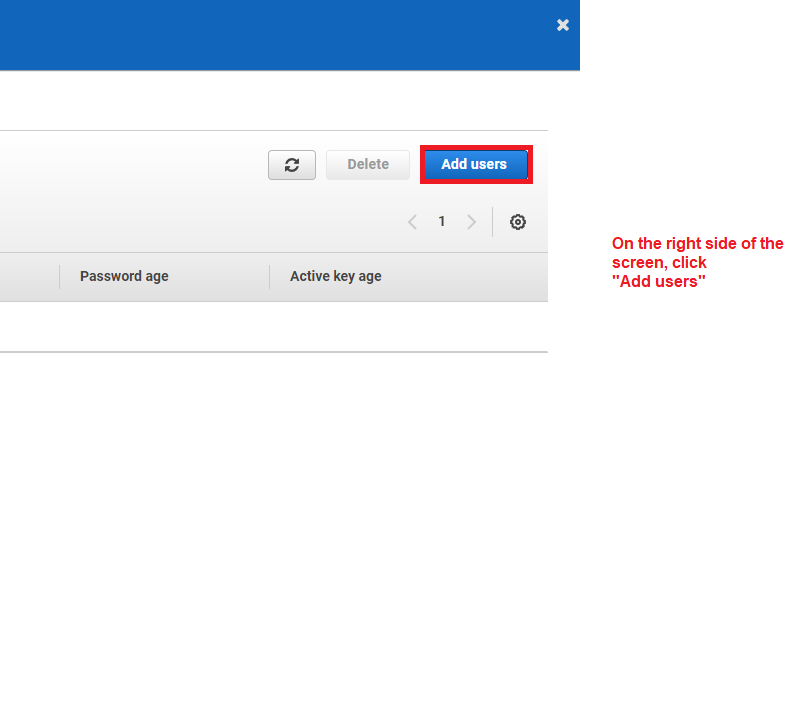 Delete
Add users
1
Password age
Active key age
On the right side of the
screen, click
"Add users"